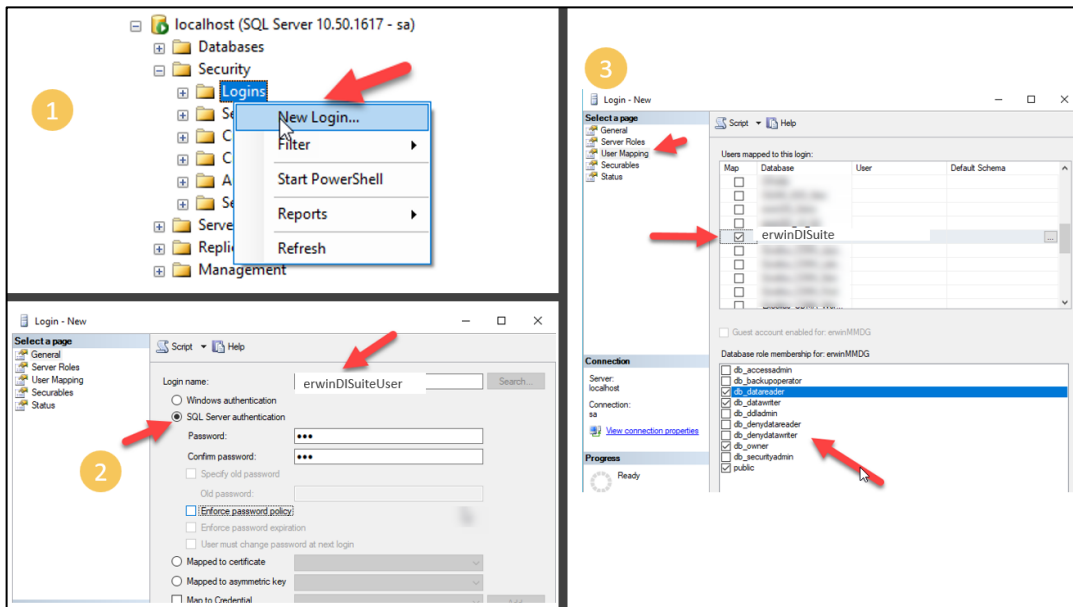 1
localhost (SQL Server 10.50.1617 - sa)
Databases
Security
Logins
Se
C
C
A
Se
Serve
Replic
Management
New Login...
Filter
Start PowerShell
Reports
Refresh
2
Login - New
Select a page
General
Server Roles
User Mapping
Securables
Status
Script
Help
Login name:
erwinDISuiteUser
Search...
Windows authentication
SQL Server authentication
Password:
•••
Confirm password:
•••
Specify old password
Old password:
Enforce password policy
Enforce password expiration
User must change password at next login
Mapped to certificate
Mapped to asymmetric key
Map to Credential
Add
3
Login - New
Select a page
General
Server Roles
User Mapping
Securables
Status
Script
Help
Users mapped to this login:
Map Database User Default Schema
erwinDISuite
...
Guest account enabled for: erwinMMDG
Database role membership for: erwinMMDG
db_accessadmin
db_backupoperator
db_datareader
db_datawriter
db_ddladmin
db_denydatareader
db_denydatawriter
db_owner
db_securityadmin
public
Connection
Server:
localhost
Connection:
sa
View connection properties
Progress
Ready